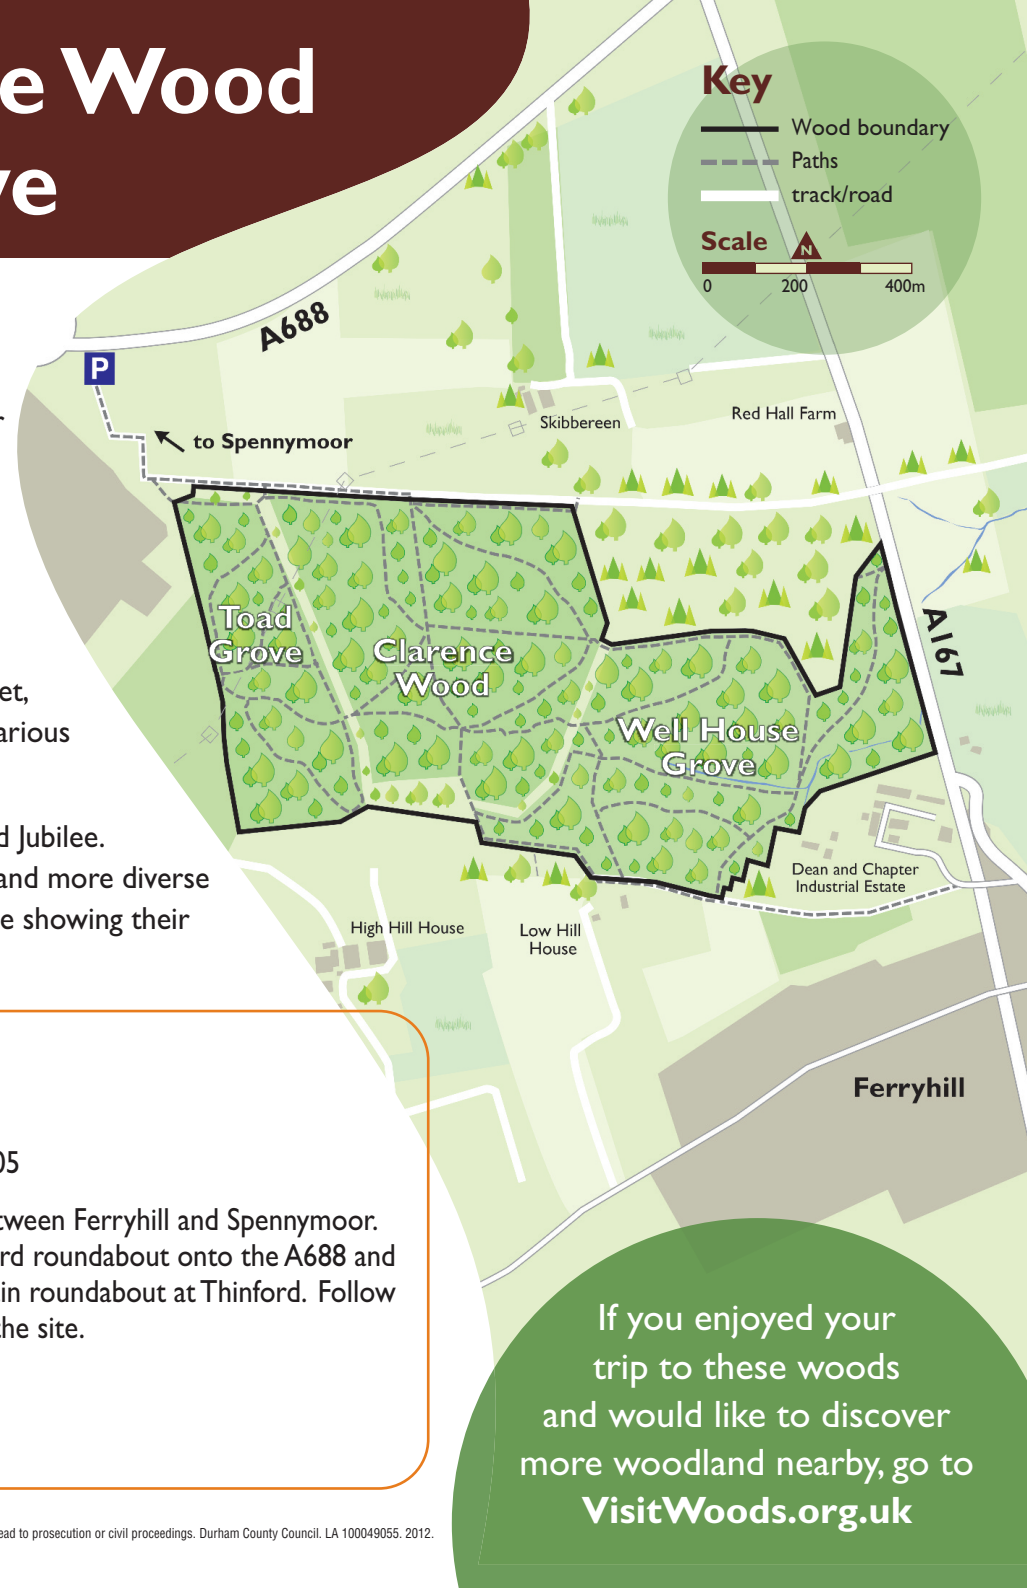 e Wood
ve
Key
Wood boundary
Paths
track/road
Scale
N
0 200 400m
A688
P
to Spennymoor
Skibbereen
Red Hall Farm
Toad
Grove
Clarence
Wood
A167
Well House
Grove
et,
arious
d Jubilee.
and more diverse
e showing their
Dean and Chapter
Industrial Estate
High Hill House
Low Hill
House
Ferryhill
05
tween Ferryhill and Spennymoor.
rd roundabout onto the A688 and
in roundabout at Thinford. Follow
the site.
If you enjoyed your
trip to these woods
and would like to discover
more woodland nearby, go to
VisitWoods.org.uk
ead to prosecution or civil proceedings. Durham County Council. LA 100049055. 2012.